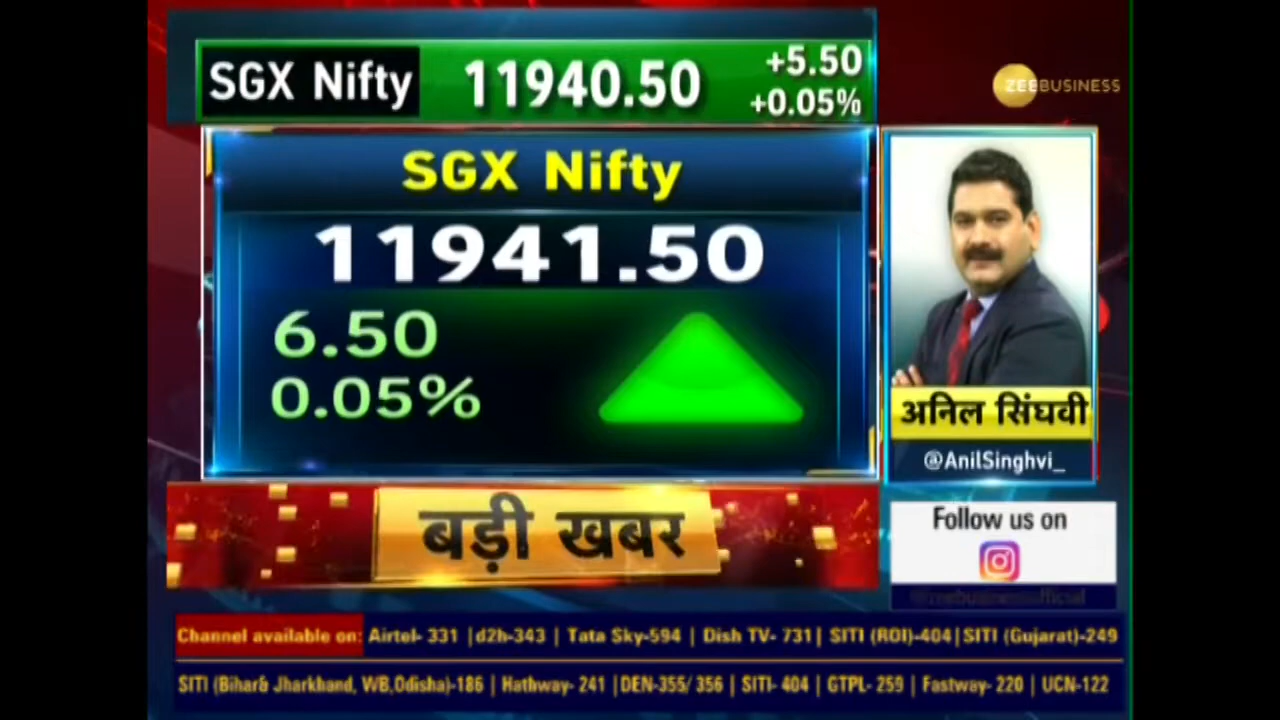 SGX Nifty 11940.50 +5.50
+0.05%
ZEEBUSINESS
SGX Nifty
11941.50
6.50
0.05%
अनिल सिंघवी
@AnilSinghvi_
बड़ी खबर
Follow us on
@zeebusinessofficial
Channel available on: Airtel- 331 |d2h-343 | Tata Sky-594 | Dish TV- 731| SITI (ROI)-404|SITI (Gujarat)-249
SITI (Bihar& Jharkhand, WB,Odisha)-186 | Hathway- 241 |DEN-355/ 356 | SITI- 404 | GTPL- 259 | Fastway- 220 | UCN-122